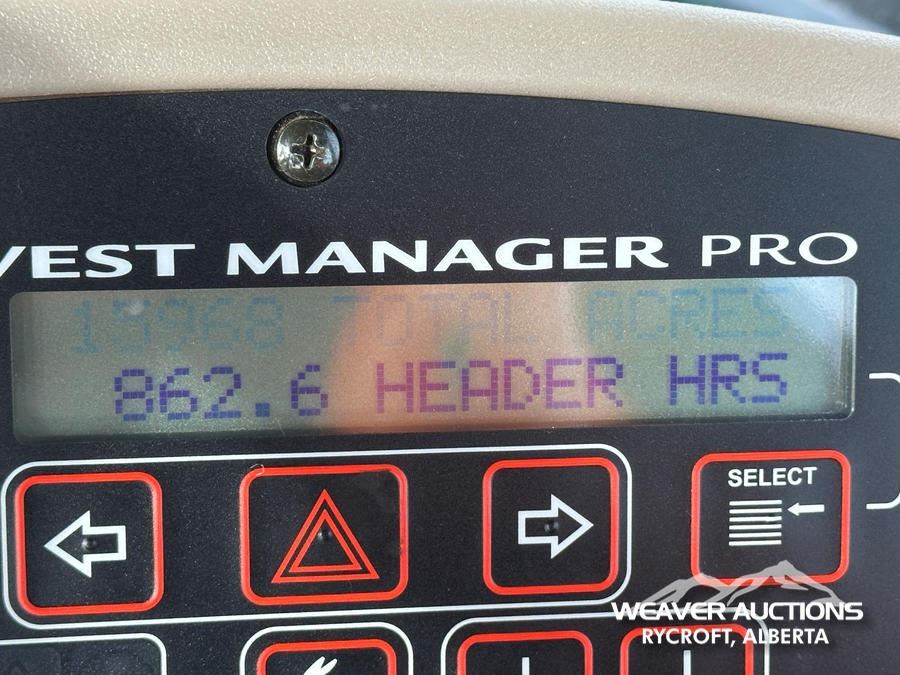 VEST MANAGER PRO
15968 TOTAL ACRES
862.6 HEADER HRS
SELECT
WEAVER AUCTIONS
RYCROFT, ALBERTA